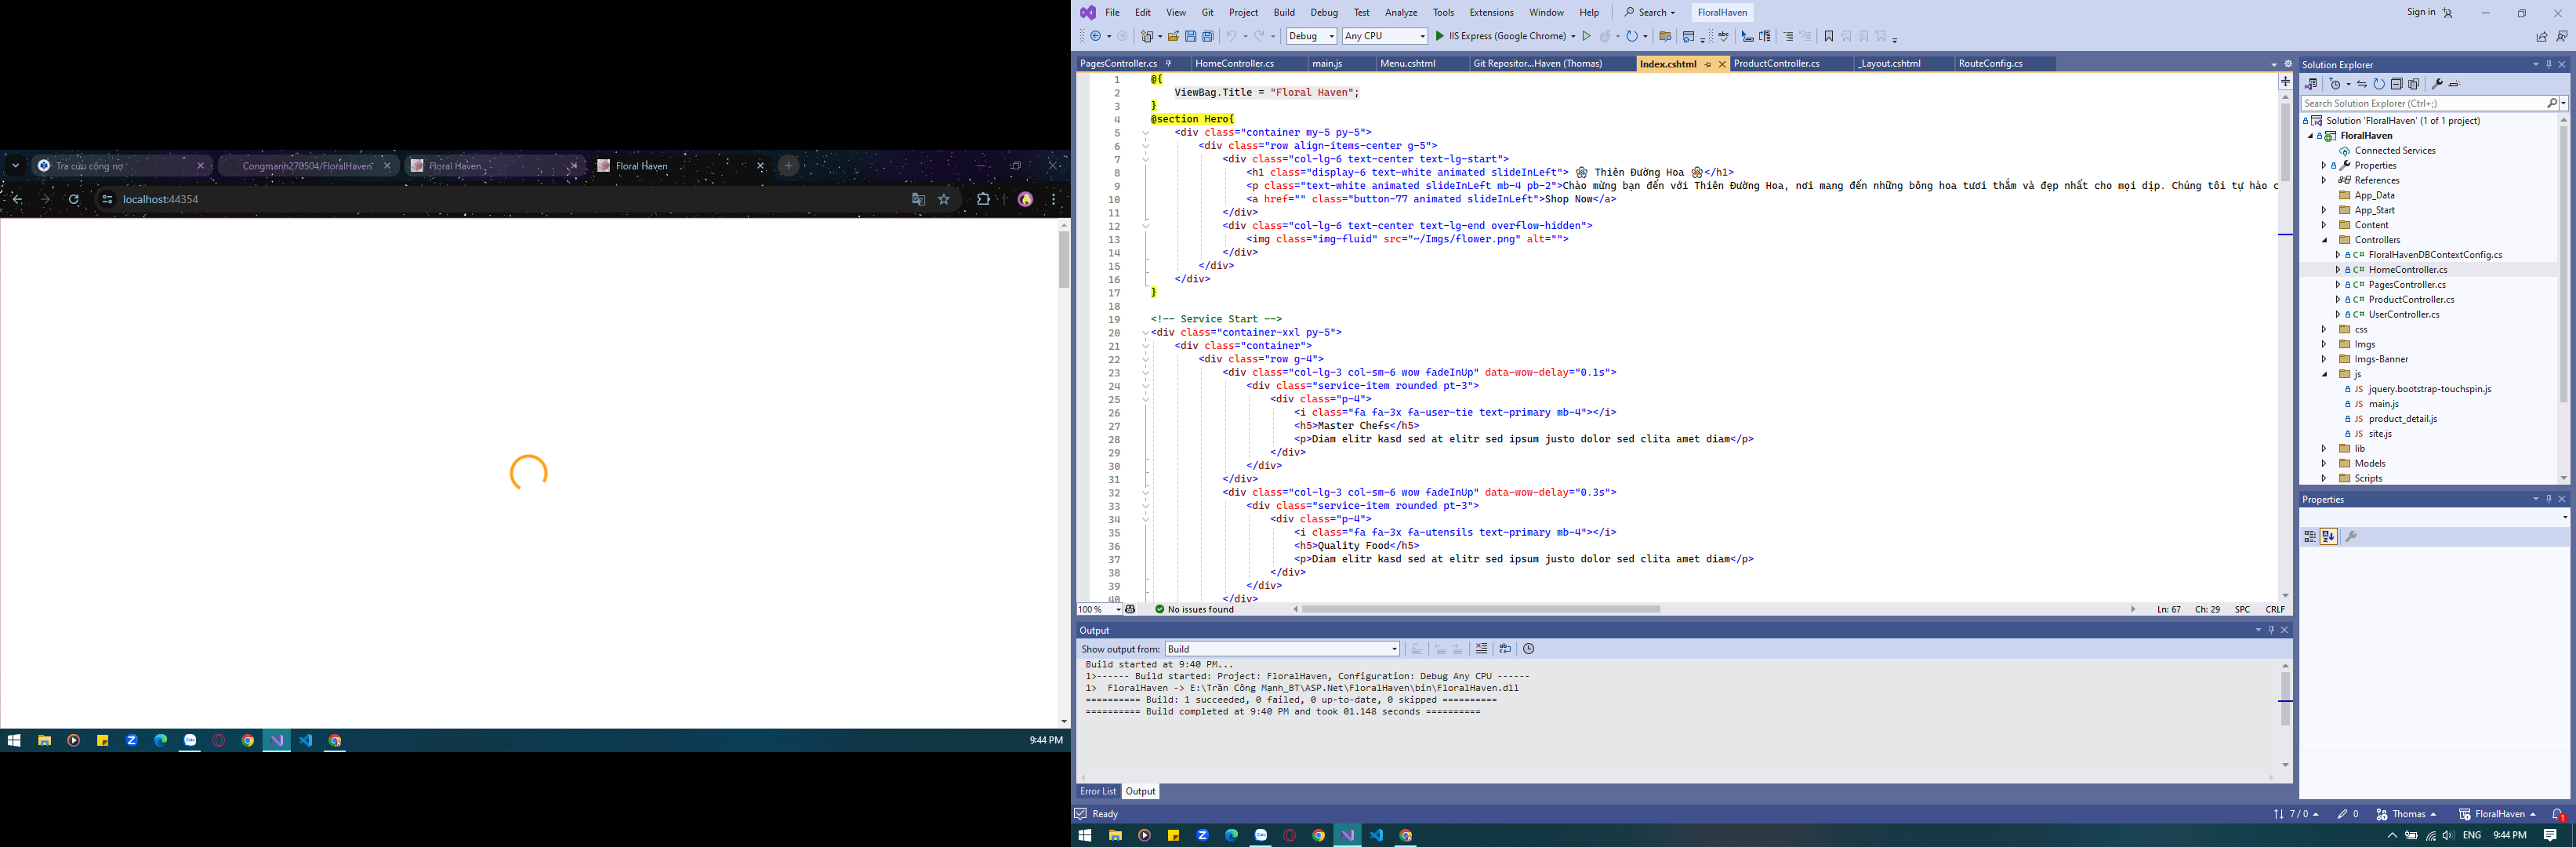 Tra cứu công nợ
Congmanh270504/FloralHaven
Floral Haven
Floral Haven
localhost:44354
9:44 PM
File Edit View Git Project Build Debug Test Analyze Tools Extensions Window Help Search FloralHaven
Sign in
Debug Any CPU IIS Express (Google Chrome)
PagesController.cs HomeController.cs main.js Menu.cshtml Git Repositor...Haven (Thomas) Index.cshtml ProductController.cs _Layout.cshtml RouteConfig.cs
1 @{
2 ViewBag.Title = "Floral Haven";
3 }
4 @section Hero{
5 <div class="container my-5 py-5">
6 <div class="row align-items-center g-5">
7 <div class="col-lg-6 text-center text-lg-start">
8 <h1 class="display-6 text-white animated slideInLeft"> 🌼 Thiên Đường Hoa 🌼</h1>
9 <p class="text-white animated slideInLeft mb-4 pb-2">Chào mừng bạn đến với Thiên Đường Hoa, nơi mang đến những bông hoa tươi thắm và đẹp nhất cho mọi dịp. Chúng tôi tự hào c
10 <a href="" class="button-77 animated slideInLeft">Shop Now</a>
11 </div>
12 <div class="col-lg-6 text-center text-lg-end overflow-hidden">
13 <img class="img-fluid" src="~/Imgs/flower.png" alt="">
14 </div>
15 </div>
16 </div>
17 }
18
19 <!-- Service Start -->
20 <div class="container-xxl py-5">
21 <div class="container">
22 <div class="row g-4">
23 <div class="col-lg-3 col-sm-6 wow fadeInUp" data-wow-delay="0.1s">
24 <div class="service-item rounded pt-3">
25 <div class="p-4">
26 <i class="fa fa-3x fa-user-tie text-primary mb-4"></i>
27 <h5>Master Chefs</h5>
28 <p>Diam elitr kasd sed at elitr sed ipsum justo dolor sed clita amet diam</p>
29 </div>
30 </div>
31 </div>
32 <div class="col-lg-3 col-sm-6 wow fadeInUp" data-wow-delay="0.3s">
33 <div class="service-item rounded pt-3">
34 <div class="p-4">
35 <i class="fa fa-3x fa-utensils text-primary mb-4"></i>
36 <h5>Quality Food</h5>
37 <p>Diam elitr kasd sed at elitr sed ipsum justo dolor sed clita amet diam</p>
38 </div>
39 </div>
40 </div>
100 % No issues found Ln: 67 Ch: 29 SPC CRLF
Output
Show output from: Build
Build started at 9:40 PM...
1>------ Build started: Project: FloralHaven, Configuration: Debug Any CPU ------
1> FloralHaven -> E:\Trần Công Mạnh_BT\ASP.Net\FloralHaven\bin\FloralHaven.dll
========== Build: 1 succeeded, 0 failed, 0 up-to-date, 0 skipped ==========
========== Build completed at 9:40 PM and took 01.148 seconds ==========
Error List Output
Solution Explorer
Search Solution Explorer (Ctrl+;)
Solution 'FloralHaven' (1 of 1 project)
FloralHaven
Connected Services
Properties
References
App_Data
App_Start
Content
Controllers
C# FloralHavenDBContextConfig.cs
C# HomeController.cs
C# PagesController.cs
C# ProductController.cs
C# UserController.cs
css
Imgs
Imgs-Banner
js
JS jquery.bootstrap-touchspin.js
JS main.js
JS product_detail.js
JS site.js
lib
Models
Scripts
Properties
Ready
7 / 0 0 Thomas FloralHaven 1
ENG 9:44 PM